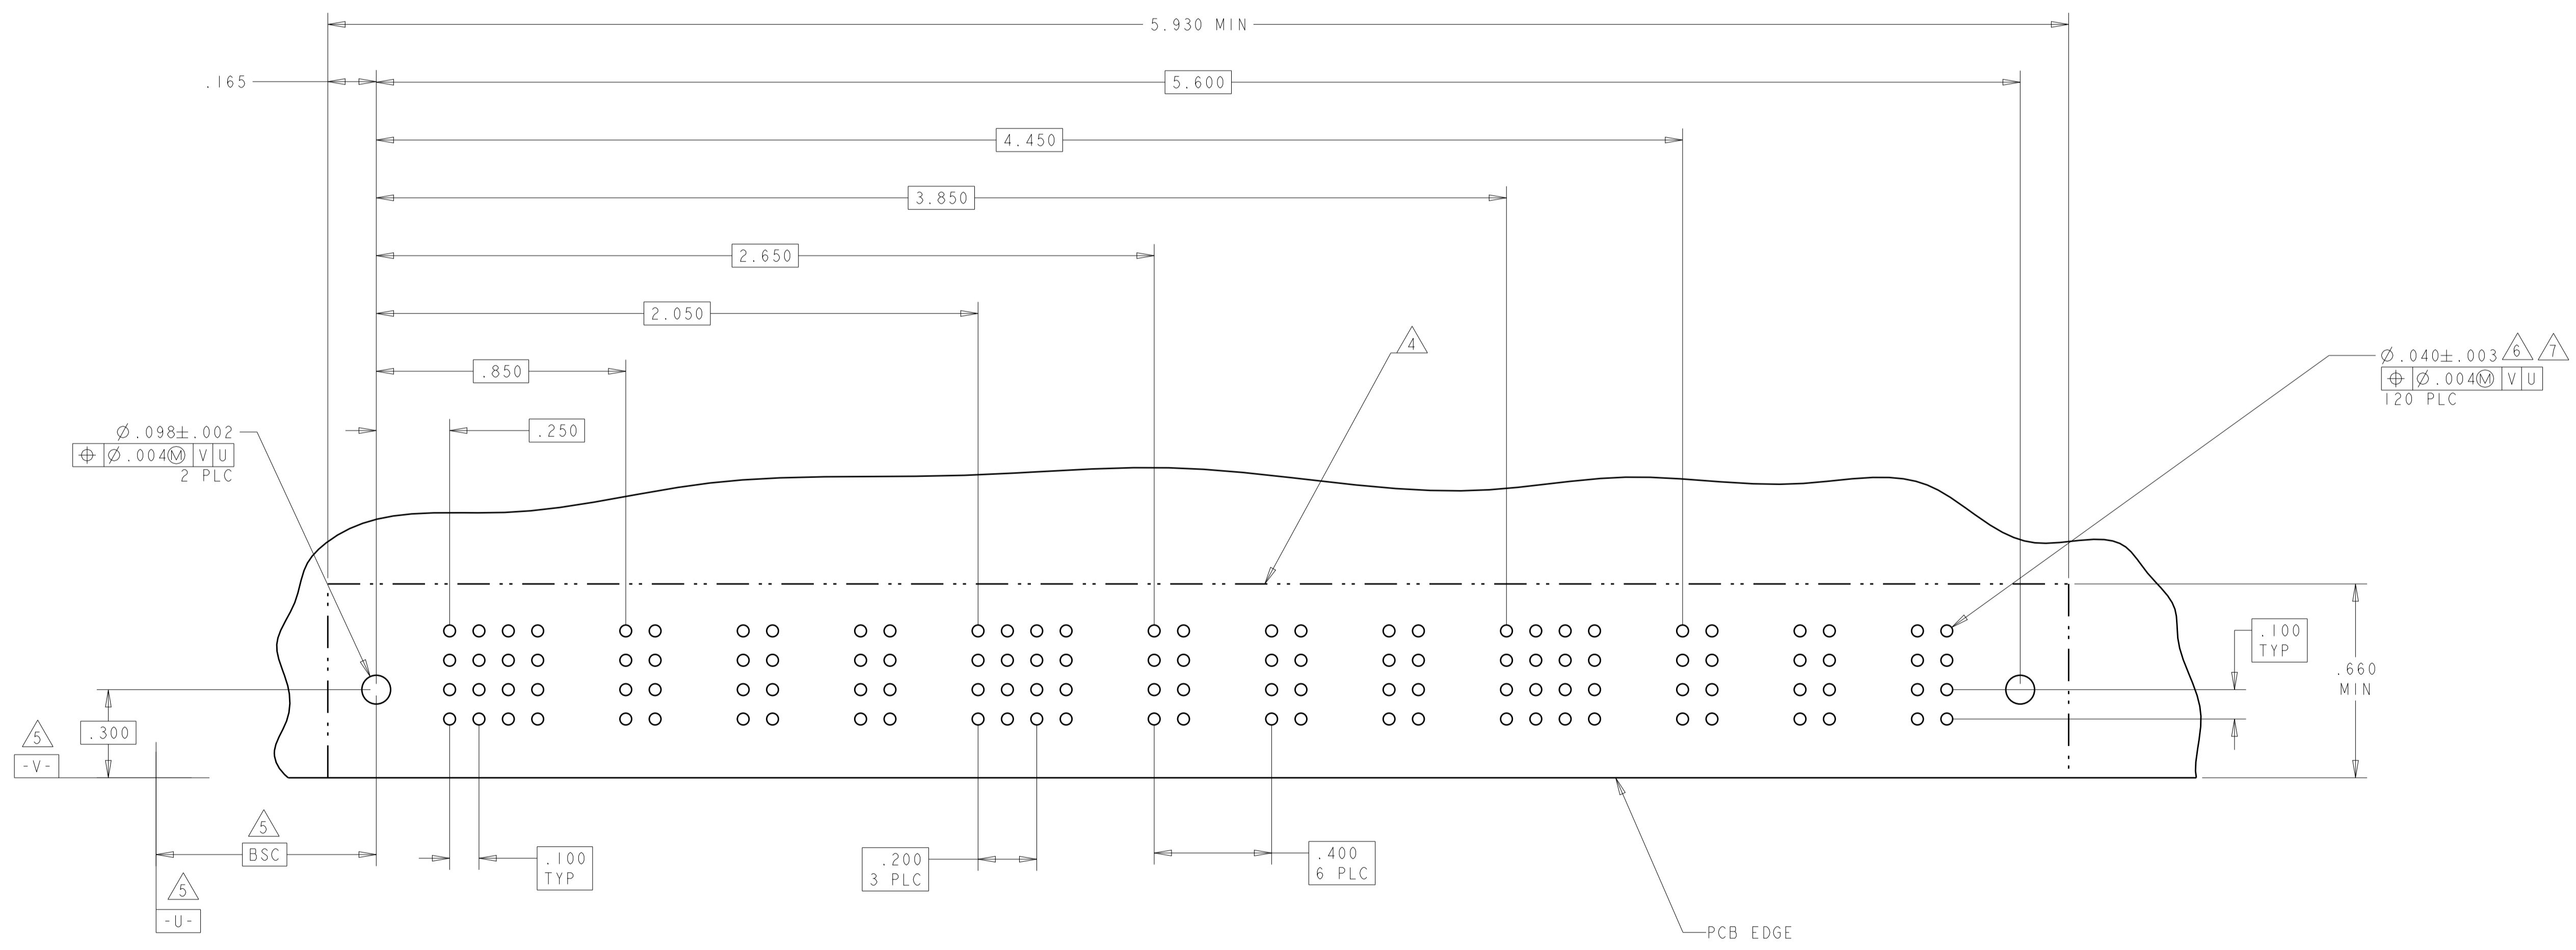 5.930 MIN
.165
5.600
4.450
3.850
2.650
2.050
4
.850
6 7
⌀.040±.003
⌖ ⌀.004Ⓜ V U
120 PLC
.250
⌀.098±.002
⌖ ⌀.004Ⓜ V U
2 PLC
.100
TYP
.660
MIN
.300
5
-V-
5
BSC
.100
TYP
.200
3 PLC
.400
6 PLC
5
-U-
PCB EDGE